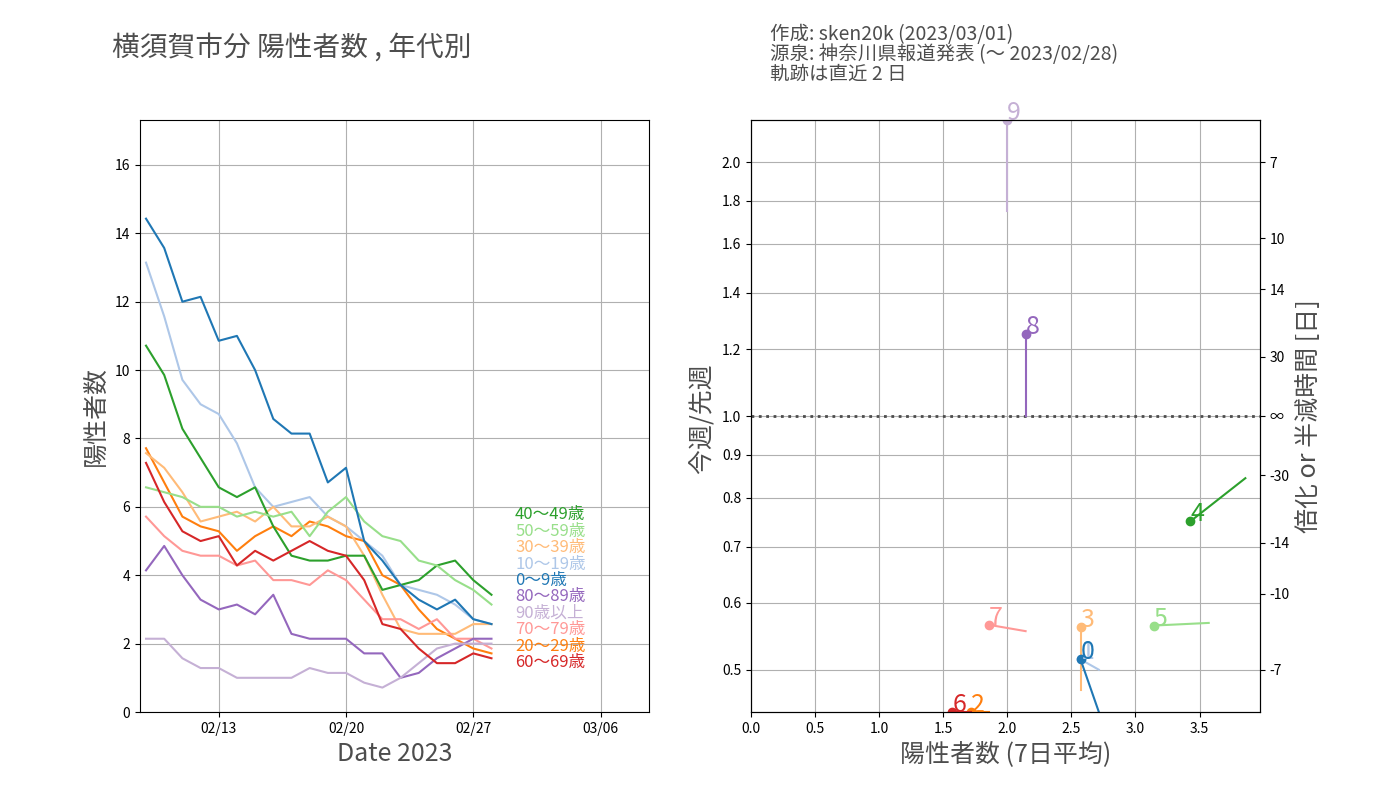 横須賀市分 陽性者数 , 年代別
作成: sken20k (2023/03/01)
源泉: 神奈川県報道発表 (〜 2023/02/28)
軌跡は直近 2 日
陽性者数
16
14
12
10
8
6
4
2
0
02/13
02/20
02/27
03/06
Date 2023
40〜49歳
50〜59歳
30〜39歳
10〜19歳
0〜9歳
80〜89歳
90歳以上
70〜79歳
20〜29歳
60〜69歳
今週/先週
2.0
1.8
1.6
1.4
1.2
1.0
0.9
0.8
0.7
0.6
0.5
9
8
4
7
3
5
0
6
2
0.0
0.5
1.0
1.5
2.0
2.5
3.0
3.5
陽性者数 (7日平均)
7
10
14
30
∞
-30
-14
-10
-7
倍化 or 半減時間 [日]